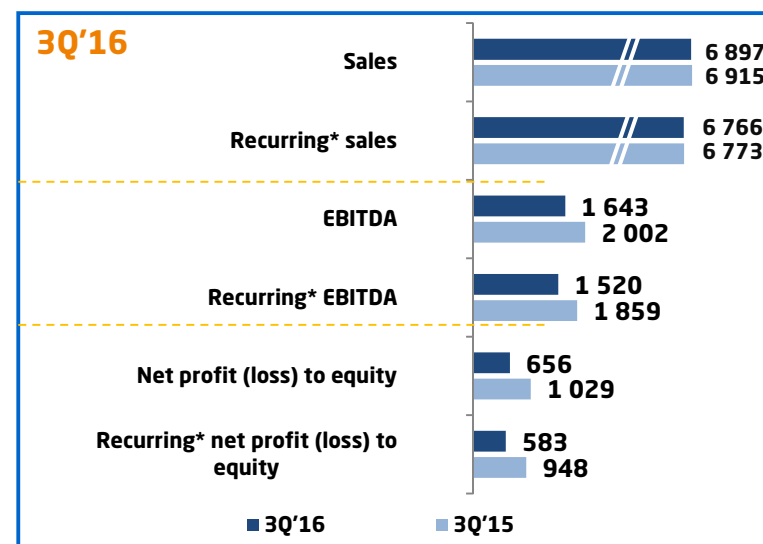 3Q'16
Sales
6 897
6 915
Recurring* sales
6 766
6 773
EBITDA
1 643
2 002
Recurring* EBITDA
1 520
1 859
Net profit (loss) to equity
656
1 029
Recurring* net profit (loss) to
equity
583
948
3Q'16 3Q'15